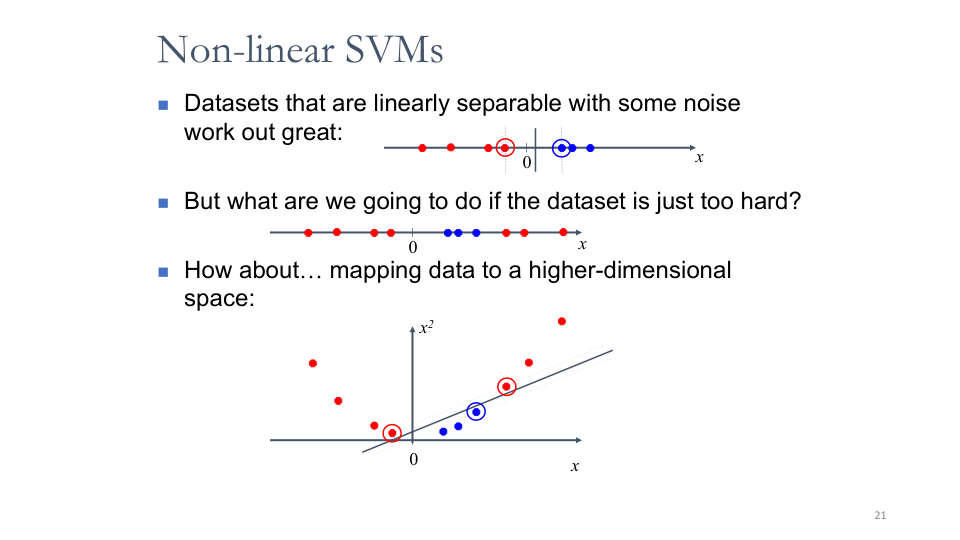 Non-linear SVMs
Datasets that are linearly separable with some noise
work out great:
0
x
But what are we going to do if the dataset is just too hard?
0
x
How about… mapping data to a higher-dimensional
space:
x²
0
x
21